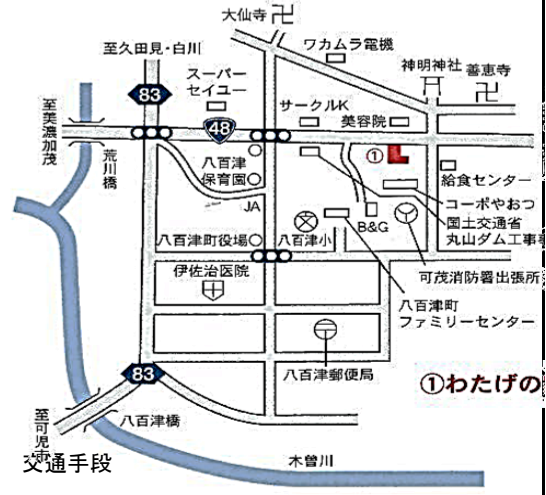 大仙寺
至久田見・白川
ワカムラ電機
神明神社
善恵寺
スーパー
セイユー
83
サークルK
美容院
至美濃加茂
48
①
荒川橋
八百津
保育園
給食センター
コーポやおつ
JA
B&G
国土交通省
丸山ダム工事事
八百津町役場
八百津小
可茂消防署出張所
伊佐治医院
八百津町
ファミリーセンター
83
八百津郵便局
①わたげの
至可児市
八百津橋
交通手段
木曽川